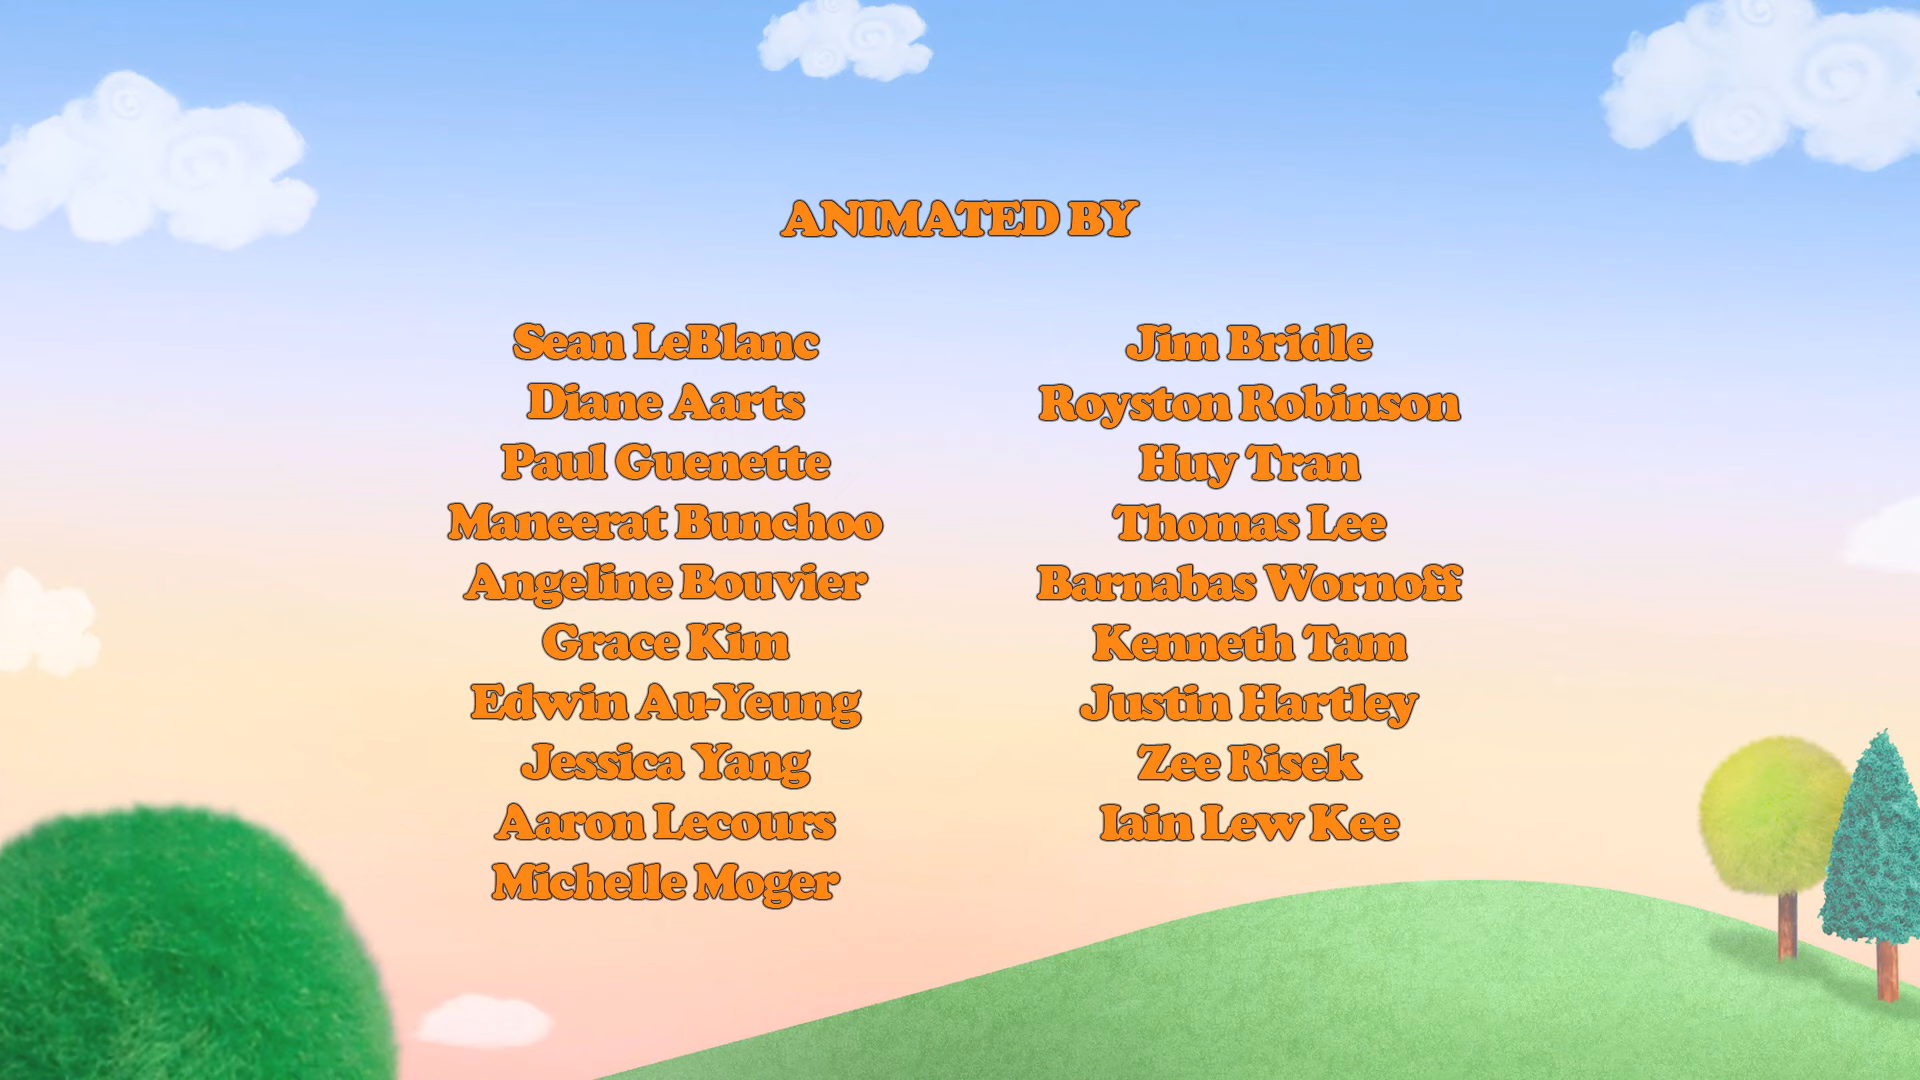 ANIMATED BY
Sean LeBlanc
Diane Aarts
Paul Guenette
Maneerat Bunchoo
Angeline Bouvier
Grace Kim
Edwin Au-Yeung
Jessica Yang
Aaron Lecours
Michelle Moger
Jim Bridle
Royston Robinson
Huy Tran
Thomas Lee
Barnabas Wornoff
Kenneth Tam
Justin Hartley
Zee Risek
Iain Lew Kee